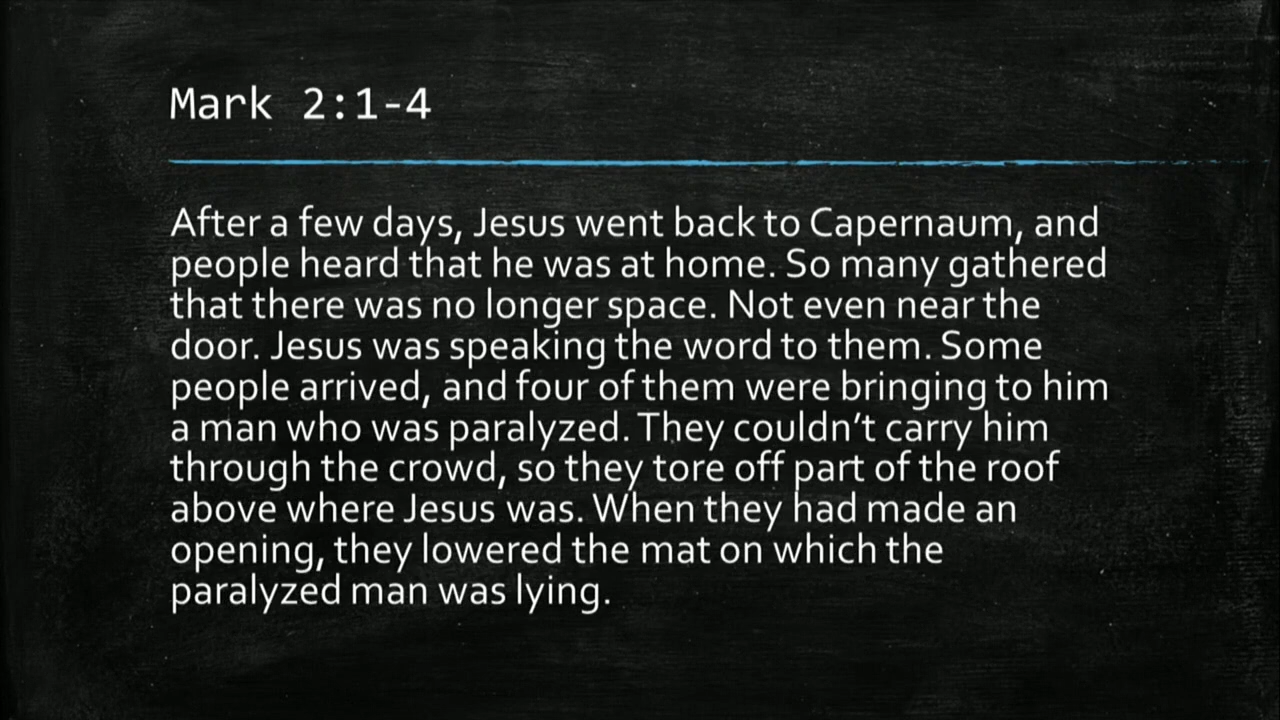 Mark 2:1-4
After a few days, Jesus went back to Capernaum, and
people heard that he was at home. So many gathered
that there was no longer space. Not even near the
door. Jesus was speaking the word to them. Some
people arrived, and four of them were bringing to him
a man who was paralyzed. They couldn’t carry him
through the crowd, so they tore off part of the roof
above where Jesus was. When they had made an
opening, they lowered the mat on which the
paralyzed man was lying.